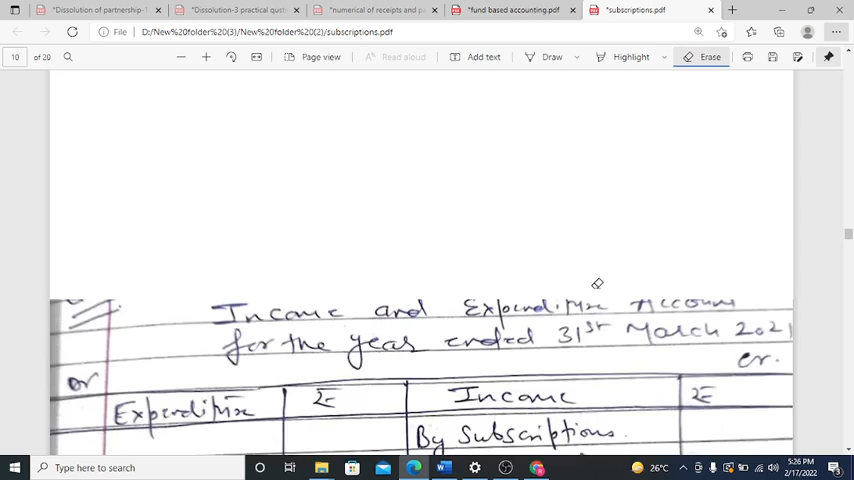 *Dissolution of partnership-1
*Dissolution-3 practical qust
*numerical of receipts and p
*fund based accounting.pdf
*subscriptions.pdf
File D:/New%20folder%20(3)/New%20folder%20(2)/subscriptions.pdf
10 of 20 Page view Read aloud Add text Draw Highlight Erase
Income and Expenditure Account
for the year ended 31st March 2021
cr.
Dr
Expenditure Income
By Subscriptions.
Type here to search
26°C
5:26 PM
2/17/2022
3